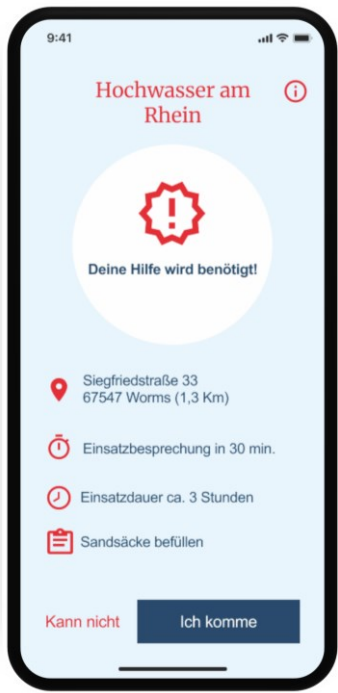 9:41
Hochwasser am
Rhein
Deine Hilfe wird benötigt!
Siegfriedstraße 33
67547 Worms (1,3 Km)
Einsatzbesprechung in 30 min.
Einsatzdauer ca. 3 Stunden
Sandsäcke befüllen
Kann nicht
Ich komme